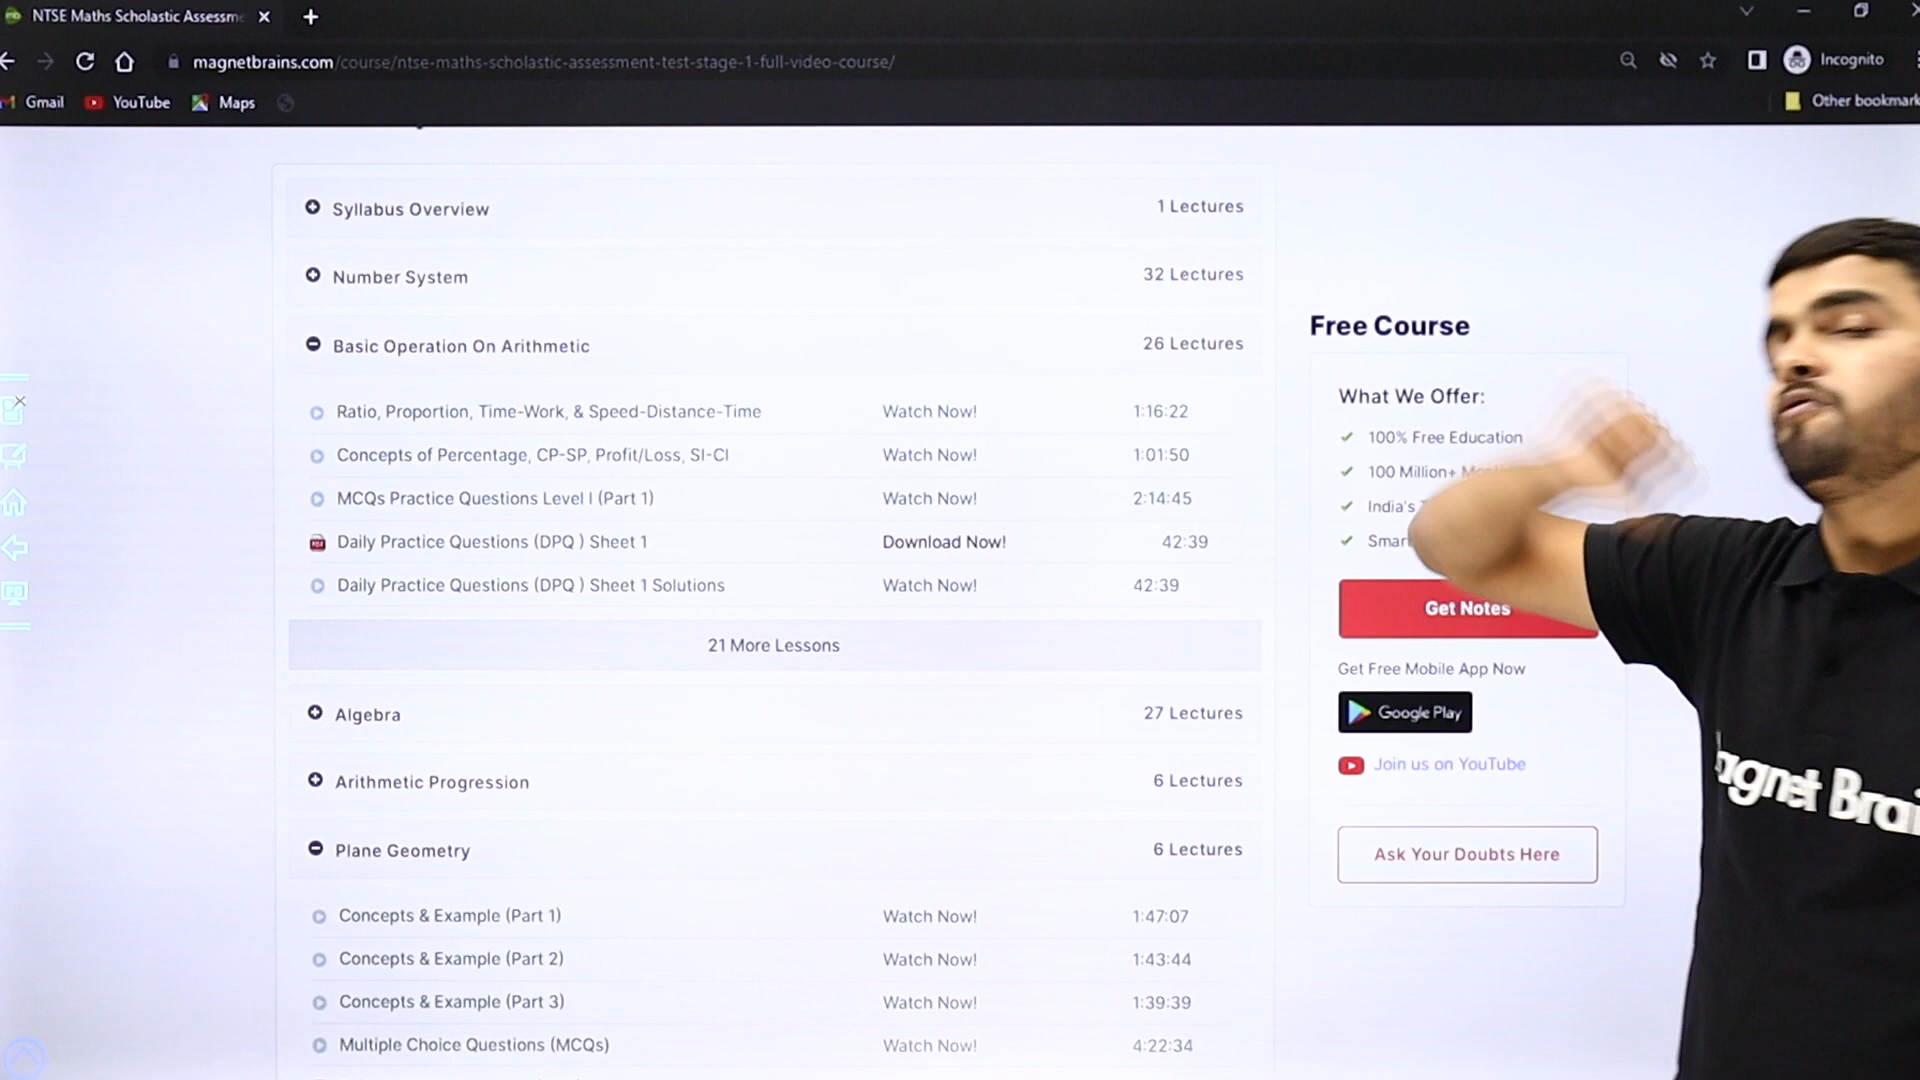 NTSE Maths Scholastic Assessm
magnetbrains.com/course/ntse-maths-scholastic-assessment-test-stage-1-full-video-course/
Incognito
Gmail
YouTube
Maps
Other bookmark
Syllabus Overview 1 Lectures
Number System 32 Lectures
Basic Operation On Arithmetic 26 Lectures
Ratio, Proportion, Time-Work, & Speed-Distance-Time Watch Now! 1:16:22
Concepts of Percentage, CP-SP, Profit/Loss, SI-CI Watch Now! 1:01:50
MCQs Practice Questions Level I (Part 1) Watch Now! 2:14:45
Daily Practice Questions (DPQ ) Sheet 1 Download Now! 42:39
Daily Practice Questions (DPQ ) Sheet 1 Solutions Watch Now! 42:39
21 More Lessons
Algebra 27 Lectures
Arithmetic Progression 6 Lectures
Plane Geometry 6 Lectures
Concepts & Example (Part 1) Watch Now! 1:47:07
Concepts & Example (Part 2) Watch Now! 1:43:44
Concepts & Example (Part 3) Watch Now! 1:39:39
Multiple Choice Questions (MCQs) Watch Now! 4:22:34
Free Course
What We Offer:
100% Free Education
100 Million+
India's
Smar
Get Notes
Get Free Mobile App Now
Google Play
Join us on YouTube
Ask Your Doubts Here
agnet Brai